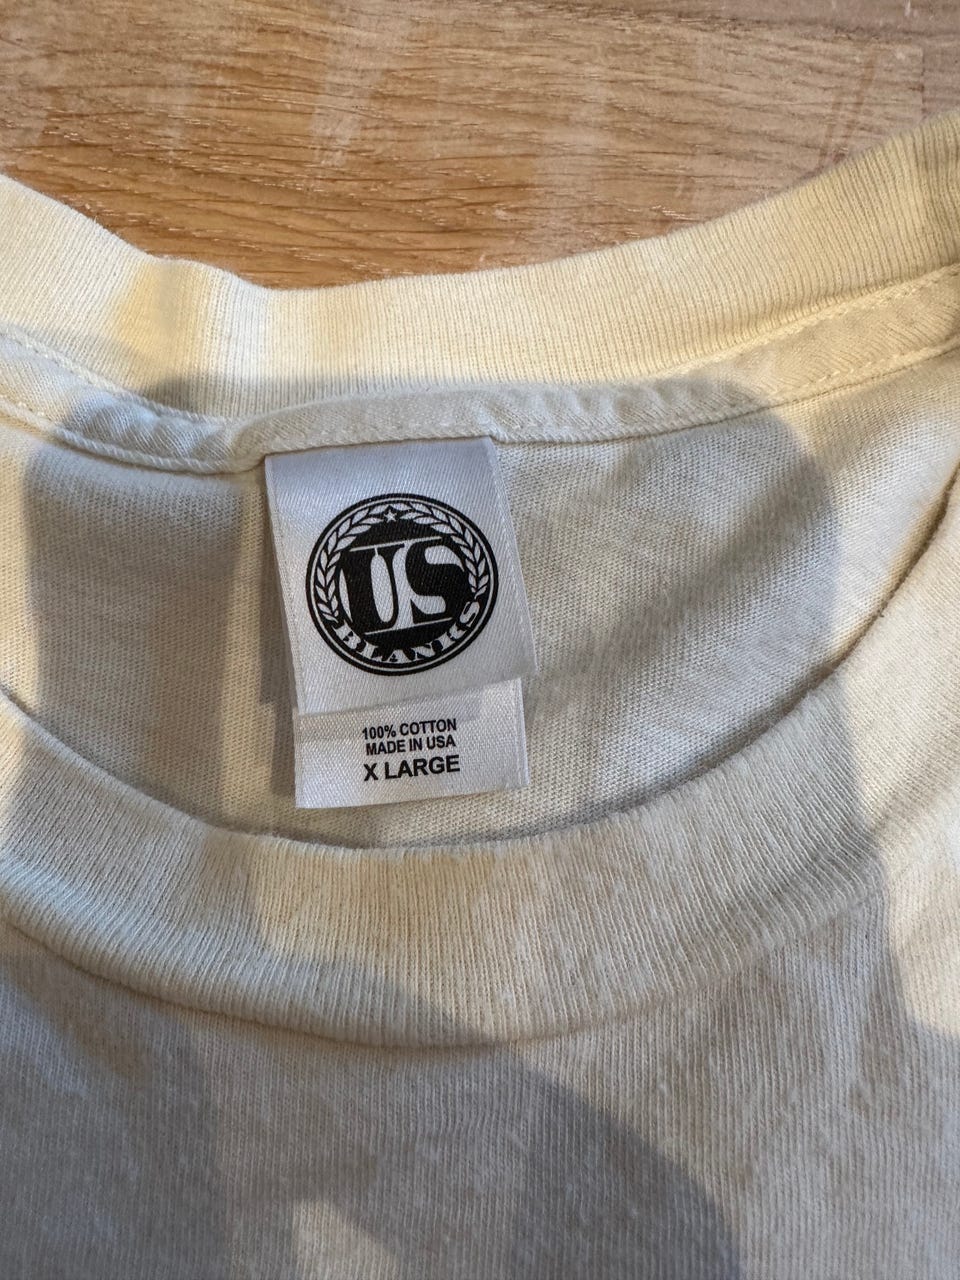 US
BLANKS
100% COTTON
MADE IN USA
X LARGE